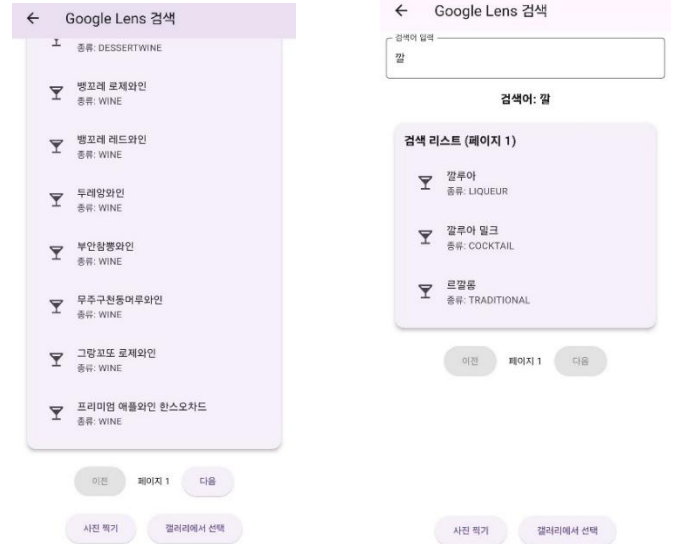 Google Lens 검색
종류: DESSERTWINE
뱅꼬레 로제와인
종류: WINE
뱅꼬레 레드와인
종류: WINE
두레앙와인
종류: WINE
부안참뽕와인
종류: WINE
무주구천동머루와인
종류: WINE
그랑꼬또 로제와인
종류: WINE
프리미엄 애플와인 한스오차드
종류: WINE
이전
페이지 1
다음
사진 찍기
갤러리에서 선택
Google Lens 검색
검색어 입력
깔
검색어: 깔
검색 리스트 (페이지 1)
깔루아
종류: LIQUEUR
깔루아 밀크
종류: COCKTAIL
르깔롱
종류: TRADITIONAL
이전
페이지 1
다음
사진 찍기
갤러리에서 선택